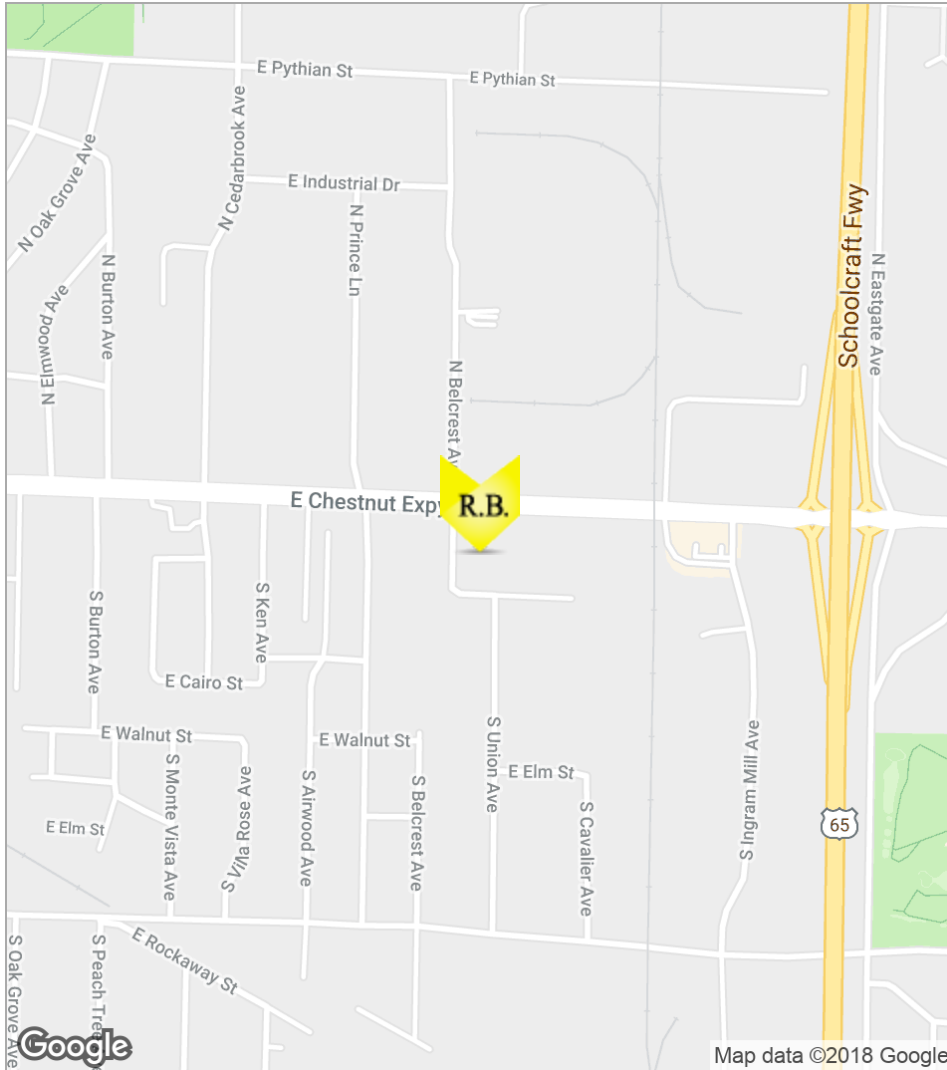 E Pythian St
E Pythian St
N Cedarbrook Ave
N Oak Grove Ave
E Industrial Dr
N Prince Ln
Schoolcraft Fwy
N Eastgate Ave
N Burton Ave
N Elmwood Ave
N Belcrest Av
E Chestnut Expy
R.B.
S Burton Ave
S Ken Ave
E Cairo St
E Walnut St
E Walnut St
S Monte Vista Ave
S Villa Rose Ave
S Airwood Ave
S Belcrest Ave
S Union Ave
E Elm St
S Cavalier Ave
S Ingram Mill Ave
65
E Elm St
E Rockaway St
S Oak Grove Ave
S Peach Tree
Google
Map data ©2018 Google